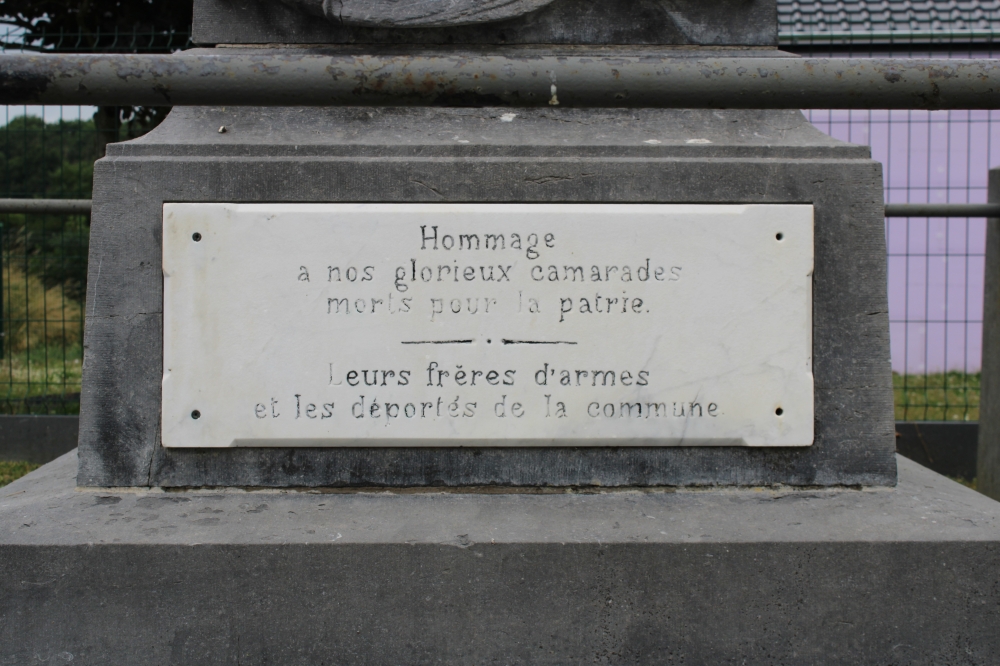 Hommage
a nos glorieux camarades
morts pour la patrie.
Leurs frères d'armes
et les déportés de la commune